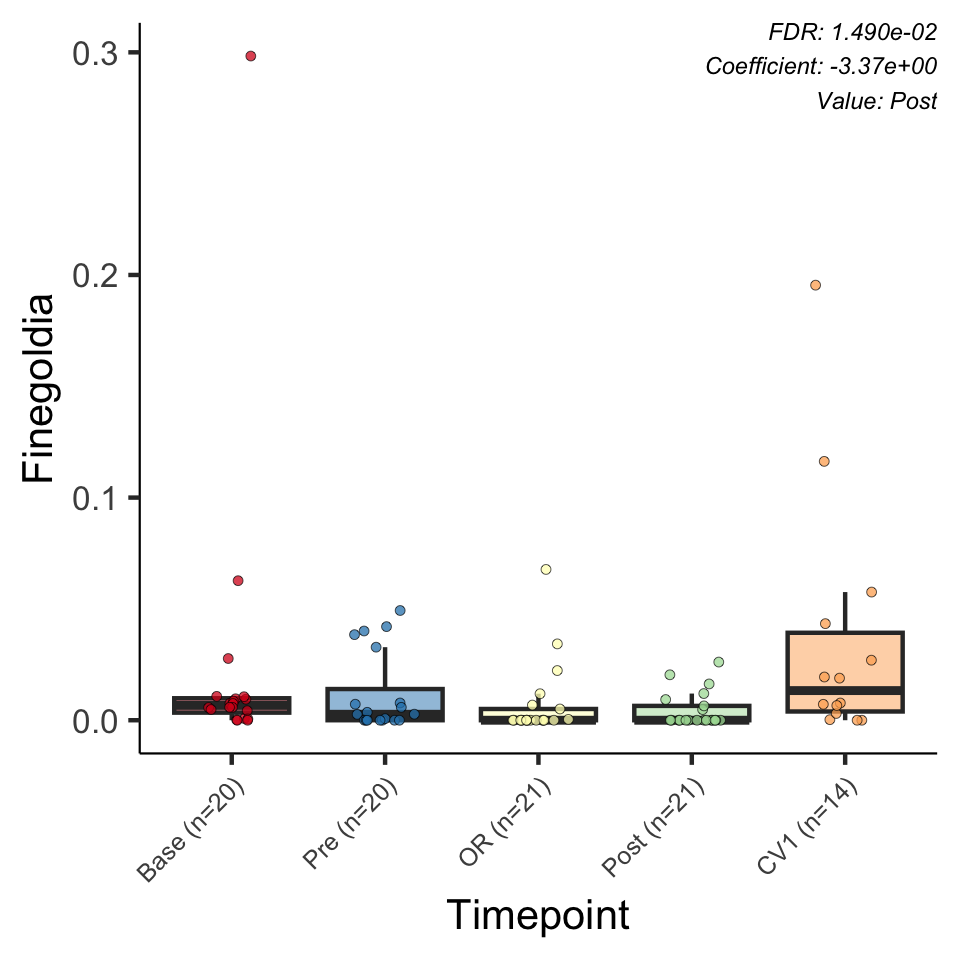 FDR: 1.490e-02
Coefficient: -3.37e+00
Value: Post
0.3
0.2
0.1
0.0
Finegoldia
Base (n=20)
Pre (n=20)
OR (n=21)
Post (n=21)
CV1 (n=14)
Timepoint